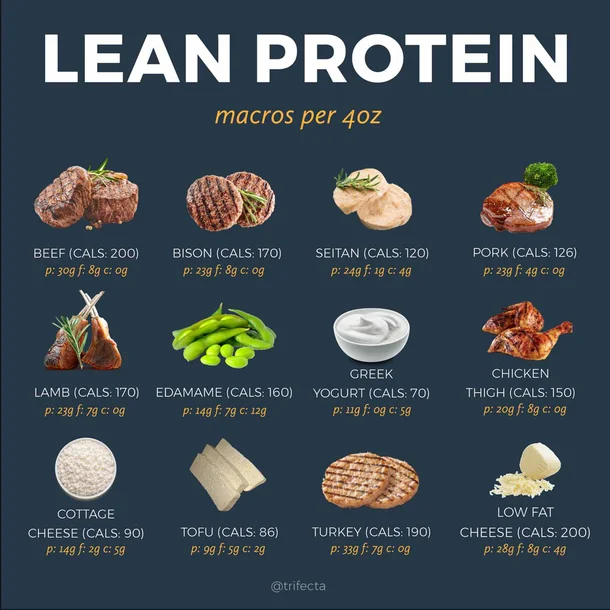 LEAN PROTEIN
macros per 4oz
BEEF (CALS: 200)
p: 30g f: 8g c: 0g
BISON (CALS: 170)
p: 23g f: 8g c: 0g
SEITAN (CALS: 120)
p: 24g f: 1g c: 4g
PORK (CALS: 126)
p: 23g f: 4g c: 0g
LAMB (CALS: 170)
p: 23g f: 7g c: 0g
EDAMAME (CALS: 160)
p: 14g f: 7g c: 12g
GREEK
YOGURT (CALS: 70)
p: 11g f: 0g c: 5g
CHICKEN
THIGH (CALS: 150)
p: 20g f: 8g c: 0g
COTTAGE
CHEESE (CALS: 90)
p: 14g f: 2g c: 5g
TOFU (CALS: 86)
p: 9g f: 5g c: 2g
TURKEY (CALS: 190)
p: 33g f: 7g c: 0g
LOW FAT
CHEESE (CALS: 200)
p: 28g f: 8g c: 4g
@trifecta